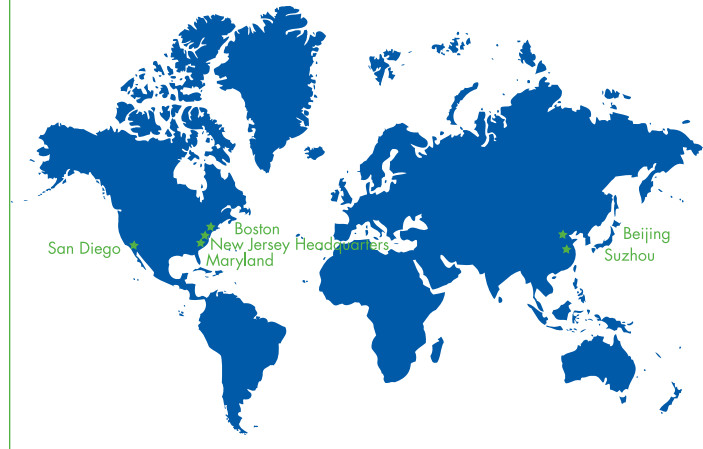 Boston
New Jersey Headquarters
Maryland
San Diego
Beijing
Suzhou